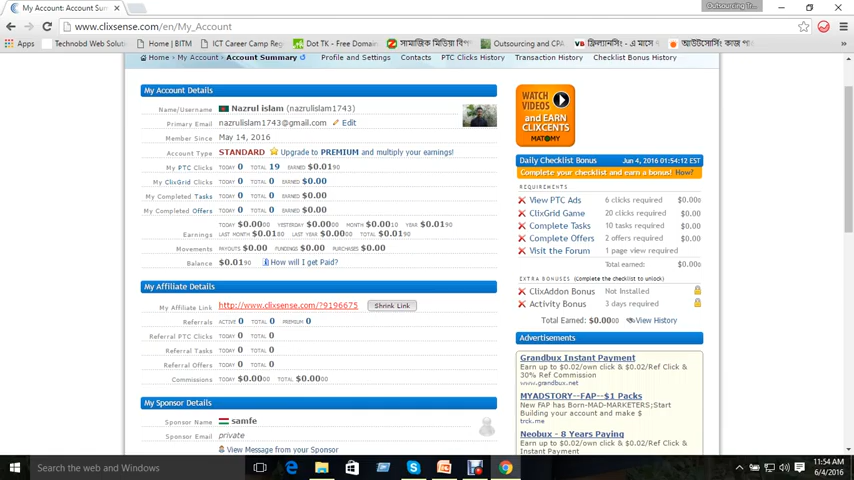 My Account: Account Sum
Outsourcing Tr...
www.clixsense.com/en/My_Account
Apps Technobd Web Solutio Home | BITM ICT Career Camp Reg Dot TK - Free Domain সামাজিক মিডিয়া বিপ Outsourcing and CPA ফ্রিল্যান্সিং - এ মাসে আউটসোর্সিং কাজ পা
Home › My Account › Account Summary Profile and Settings Contacts PTC Clicks History Transaction History Checklist Bonus History
My Account Details
Name/Username Nazrul islam (nazrulislam1743)
Primary Email nazrulislam1743@gmail.com Edit
Member Since May 14, 2016
Account Type STANDARD Upgrade to PREMIUM and multiply your earnings!
My PTC Clicks TODAY 0 TOTAL 19 EARNED $0.0190
My ClixGrid Clicks TODAY 0 TOTAL 0 EARNED $0.00
My Completed Tasks TODAY 0 TOTAL 0 EARNED $0.00
My Completed Offers TODAY 0 TOTAL 0 EARNED $0.00
TODAY $0.0000 YESTERDAY $0.0000 MONTH $0.0010 YEAR $0.0190
Earnings LAST MONTH $0.0180 LAST YEAR $0.0000 TOTAL $0.0190
Movements PAYOUTS $0.00 FUNDINGS $0.00 PURCHASES $0.00
Balance $0.0190 How will I get Paid?
My Affiliate Details
My Affiliate Link http://www.clixsense.com/?9196675 Shrink Link
Referrals ACTIVE 0 TOTAL 0 PREMIUM 0
Referral PTC Clicks TODAY 0 TOTAL 0
Referral Tasks TODAY 0 TOTAL 0
Referral Offers TODAY 0 TOTAL 0
Commissions TODAY $0.0000 TOTAL $0.0000
My Sponsor Details
Sponsor Name samfe
Sponsor Email private
View Message from your Sponsor
WATCH
VIDEOS
and EARN
CLIXCENTS
MATOMY
Daily Checklist Bonus Jun 4, 2016 01:54:12 EST
Complete your checklist and earn a bonus! How?
REQUIREMENTS
View PTC Ads 6 clicks required $0.000
ClixGrid Game 20 clicks required $0.00
Complete Tasks 10 tasks required $0.00
Complete Offers 2 offers required $0.00
Visit the Forum 1 page view required
Total earned: $0.000
EXTRA BONUSES (complete the checklist to unlock)
ClixAddon Bonus Not Installed
Activity Bonus 3 days required
Total Earned: $0.0000 View History
Advertisements
Grandbux Instant Payment
Earn up to $0.02/own click & $0.02/Ref Click &
30% Ref Commission
www.grandbux.net
MYADSTORY--FAP--$1 Packs
New FAP has Born-MAD-MARKETERS;Start
Building your account and make $
trck.me
Neobux - 8 Years Paying
Earn up to $0.02/own click & $0.02/Ref Click
Search the web and Windows
11:54 AM
6/4/2016